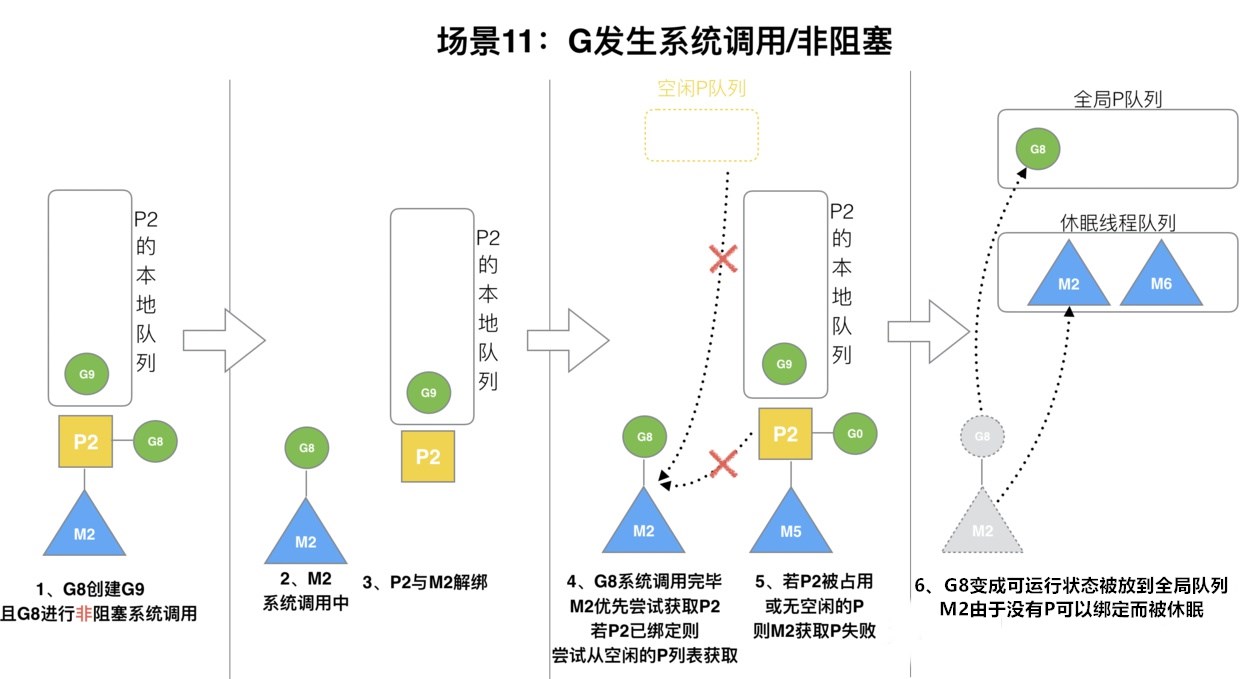 场景11：G发生系统调用/非阻塞
P2
的
本
地
队
列
G9
P2
G8
M2
1、G8创建G9
且G8进行非阻塞系统调用
P2
的
本
地
队
列
G9
G8
P2
M2
2、M2
系统调用中
3、P2与M2解绑
空闲P队列
P2
的
本
地
队
列
G9
G8
P2
G0
M2
M5
4、G8系统调用完毕
M2优先尝试获取P2
若P2已绑定则
尝试从空闲的P列表获取
5、若P2被占用
或无空闲的P
则M2获取P失败
全局P队列
G8
休眠线程队列
M2
M6
G8
M2
6、G8变成可运行状态被放到全局队列
M2由于没有P可以绑定而被休眠